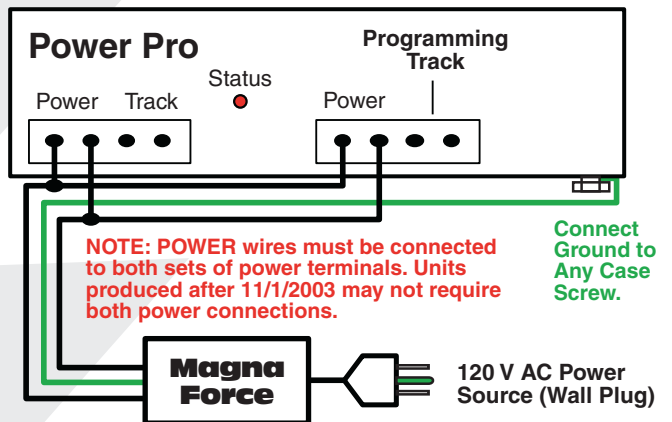 Power Pro
Programming
Track
Status
Power Track
Power
NOTE: POWER wires must be connected
to both sets of power terminals. Units
produced after 11/1/2003 may not require
both power connections.
Connect
Ground to
Any Case
Screw.
Magna
Force
120 V AC Power
Source (Wall Plug)